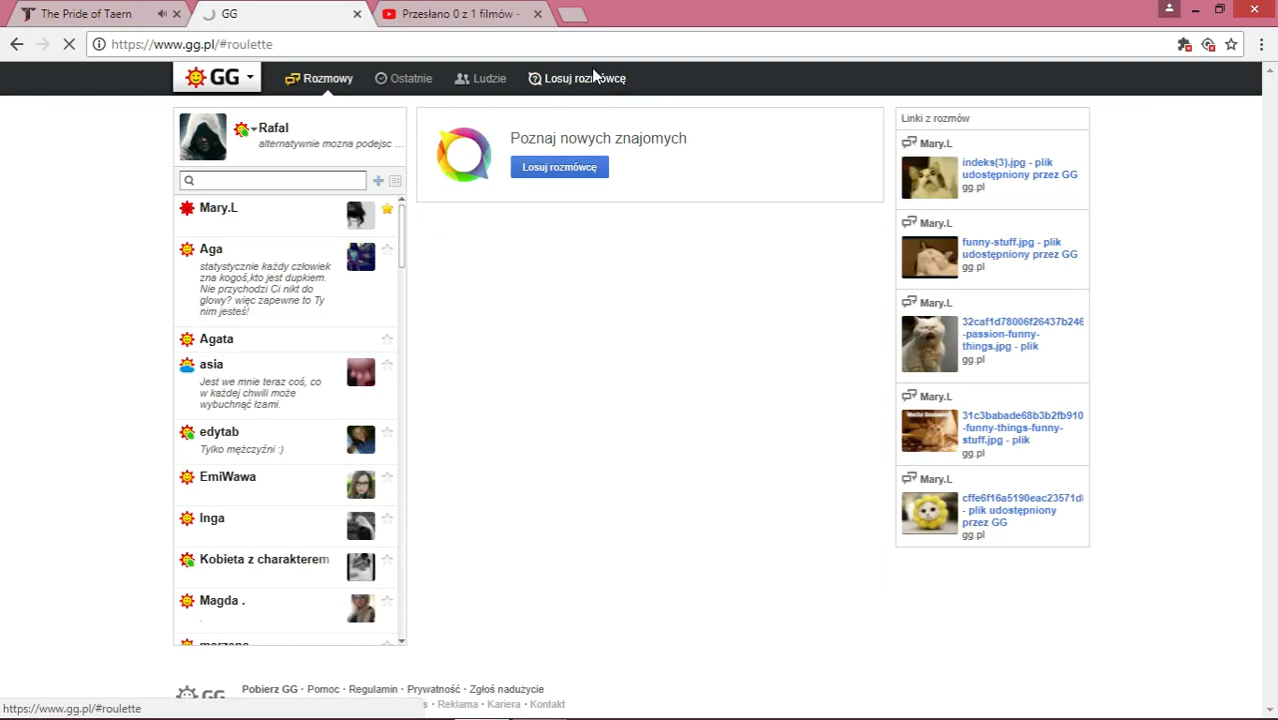 The Pride of Taern
GG
Przesłano 0 z 1 filmów -
https://www.gg.pl/#roulette
GG
Rozmowy
Ostatnie
Ludzie
Losuj rozmówcę
Rafal
alternatywnie mozna podejsc ...
Mary.L
Aga
statystycznie każdy człowiek
zna kogoś,kto jest dupkiem.
Nie przychodzi Ci nikt do
glowy? więc zapewne to Ty
nim jesteś!
Agata
asia
Jest we mnie teraz coś, co
w każdej chwili może
wybuchnąć łzami.
edytab
Tylko mężczyźni :)
EmiWawa
Inga
Kobieta z charakterem
Magda .
.
Poznaj nowych znajomych
Losuj rozmówcę
Linki z rozmów
Mary.L
indeks(3).jpg - plik
udostępniony przez GG
gg.pl
Mary.L
funny-stuff.jpg - plik
udostępniony przez GG
gg.pl
Mary.L
32caf1d78006f26437b246
-passion-funny-
things.jpg - plik
gg.pl
Mary.L
31c3babade68b3b2fb910
-funny-things-funny-
stuff.jpg - plik
gg.pl
Mary.L
cffe6f16a5190eac23571d
- plik udostępniony
przez GG
gg.pl
GG
Pobierz GG · Pomoc · Regulamin · Prywatność · Zgłoś nadużycie
· Reklama · Kariera · Kontakt
https://www.gg.pl/#roulette